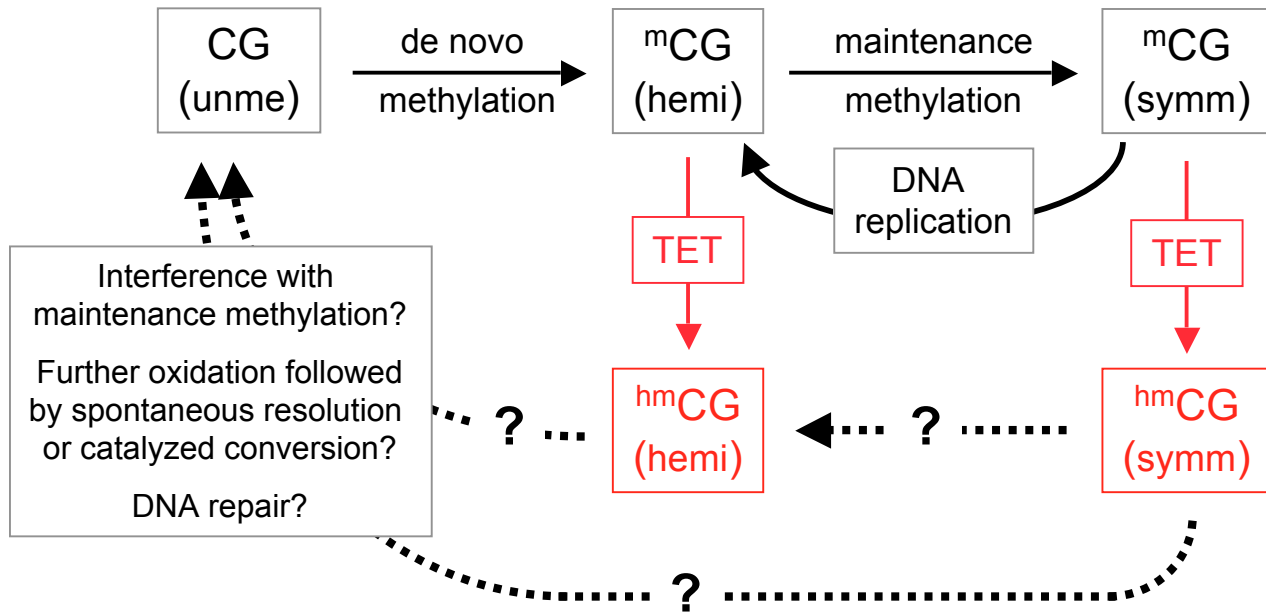 CG
(unme)
de novo
methylation
mCG
(hemi)
maintenance
methylation
mCG
(symm)
DNA
replication
TET
TET
Interference with
maintenance methylation?
Further oxidation followed
by spontaneous resolution
or catalyzed conversion?
DNA repair?
?
hmCG
(hemi)
?
hmCG
(symm)
?